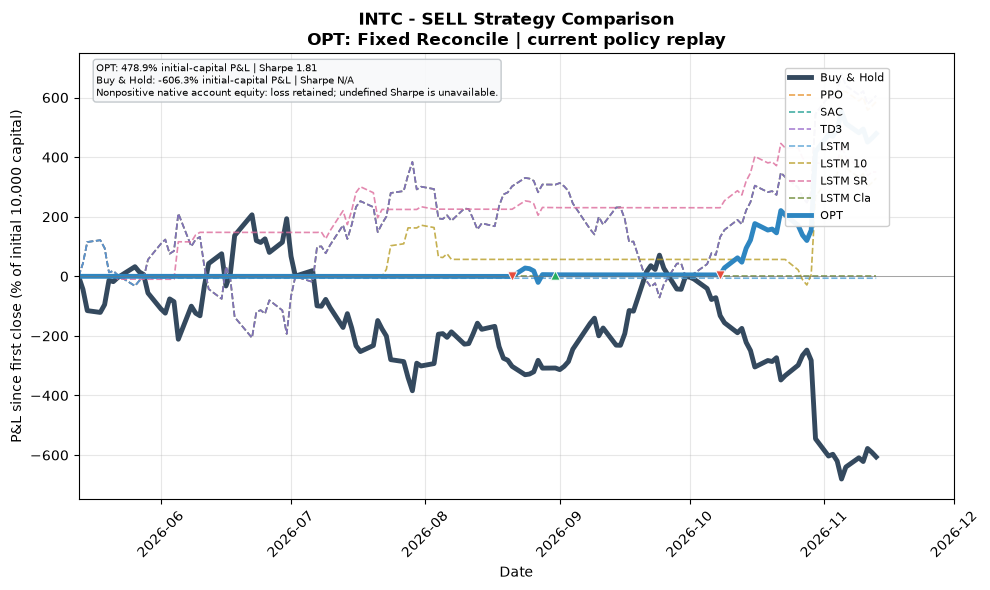 INTC - SELL Strategy Comparison
OPT: Fixed Reconcile | current policy replay
OPT: 478.9% initial-capital P&L | Sharpe 1.81
Buy & Hold: -606.3% initial-capital P&L | Sharpe N/A
Nonpositive native account equity: loss retained; undefined Sharpe is unavailable.
Buy & Hold
PPO
SAC
TD3
LSTM
LSTM 10
LSTM SR
LSTM Cla
OPT
P&L since first close (% of initial 10,000 capital)
600
400
200
0
−200
−400
−600
2026-06
2026-07
2026-08
2026-09
2026-10
2026-11
2026-12
Date